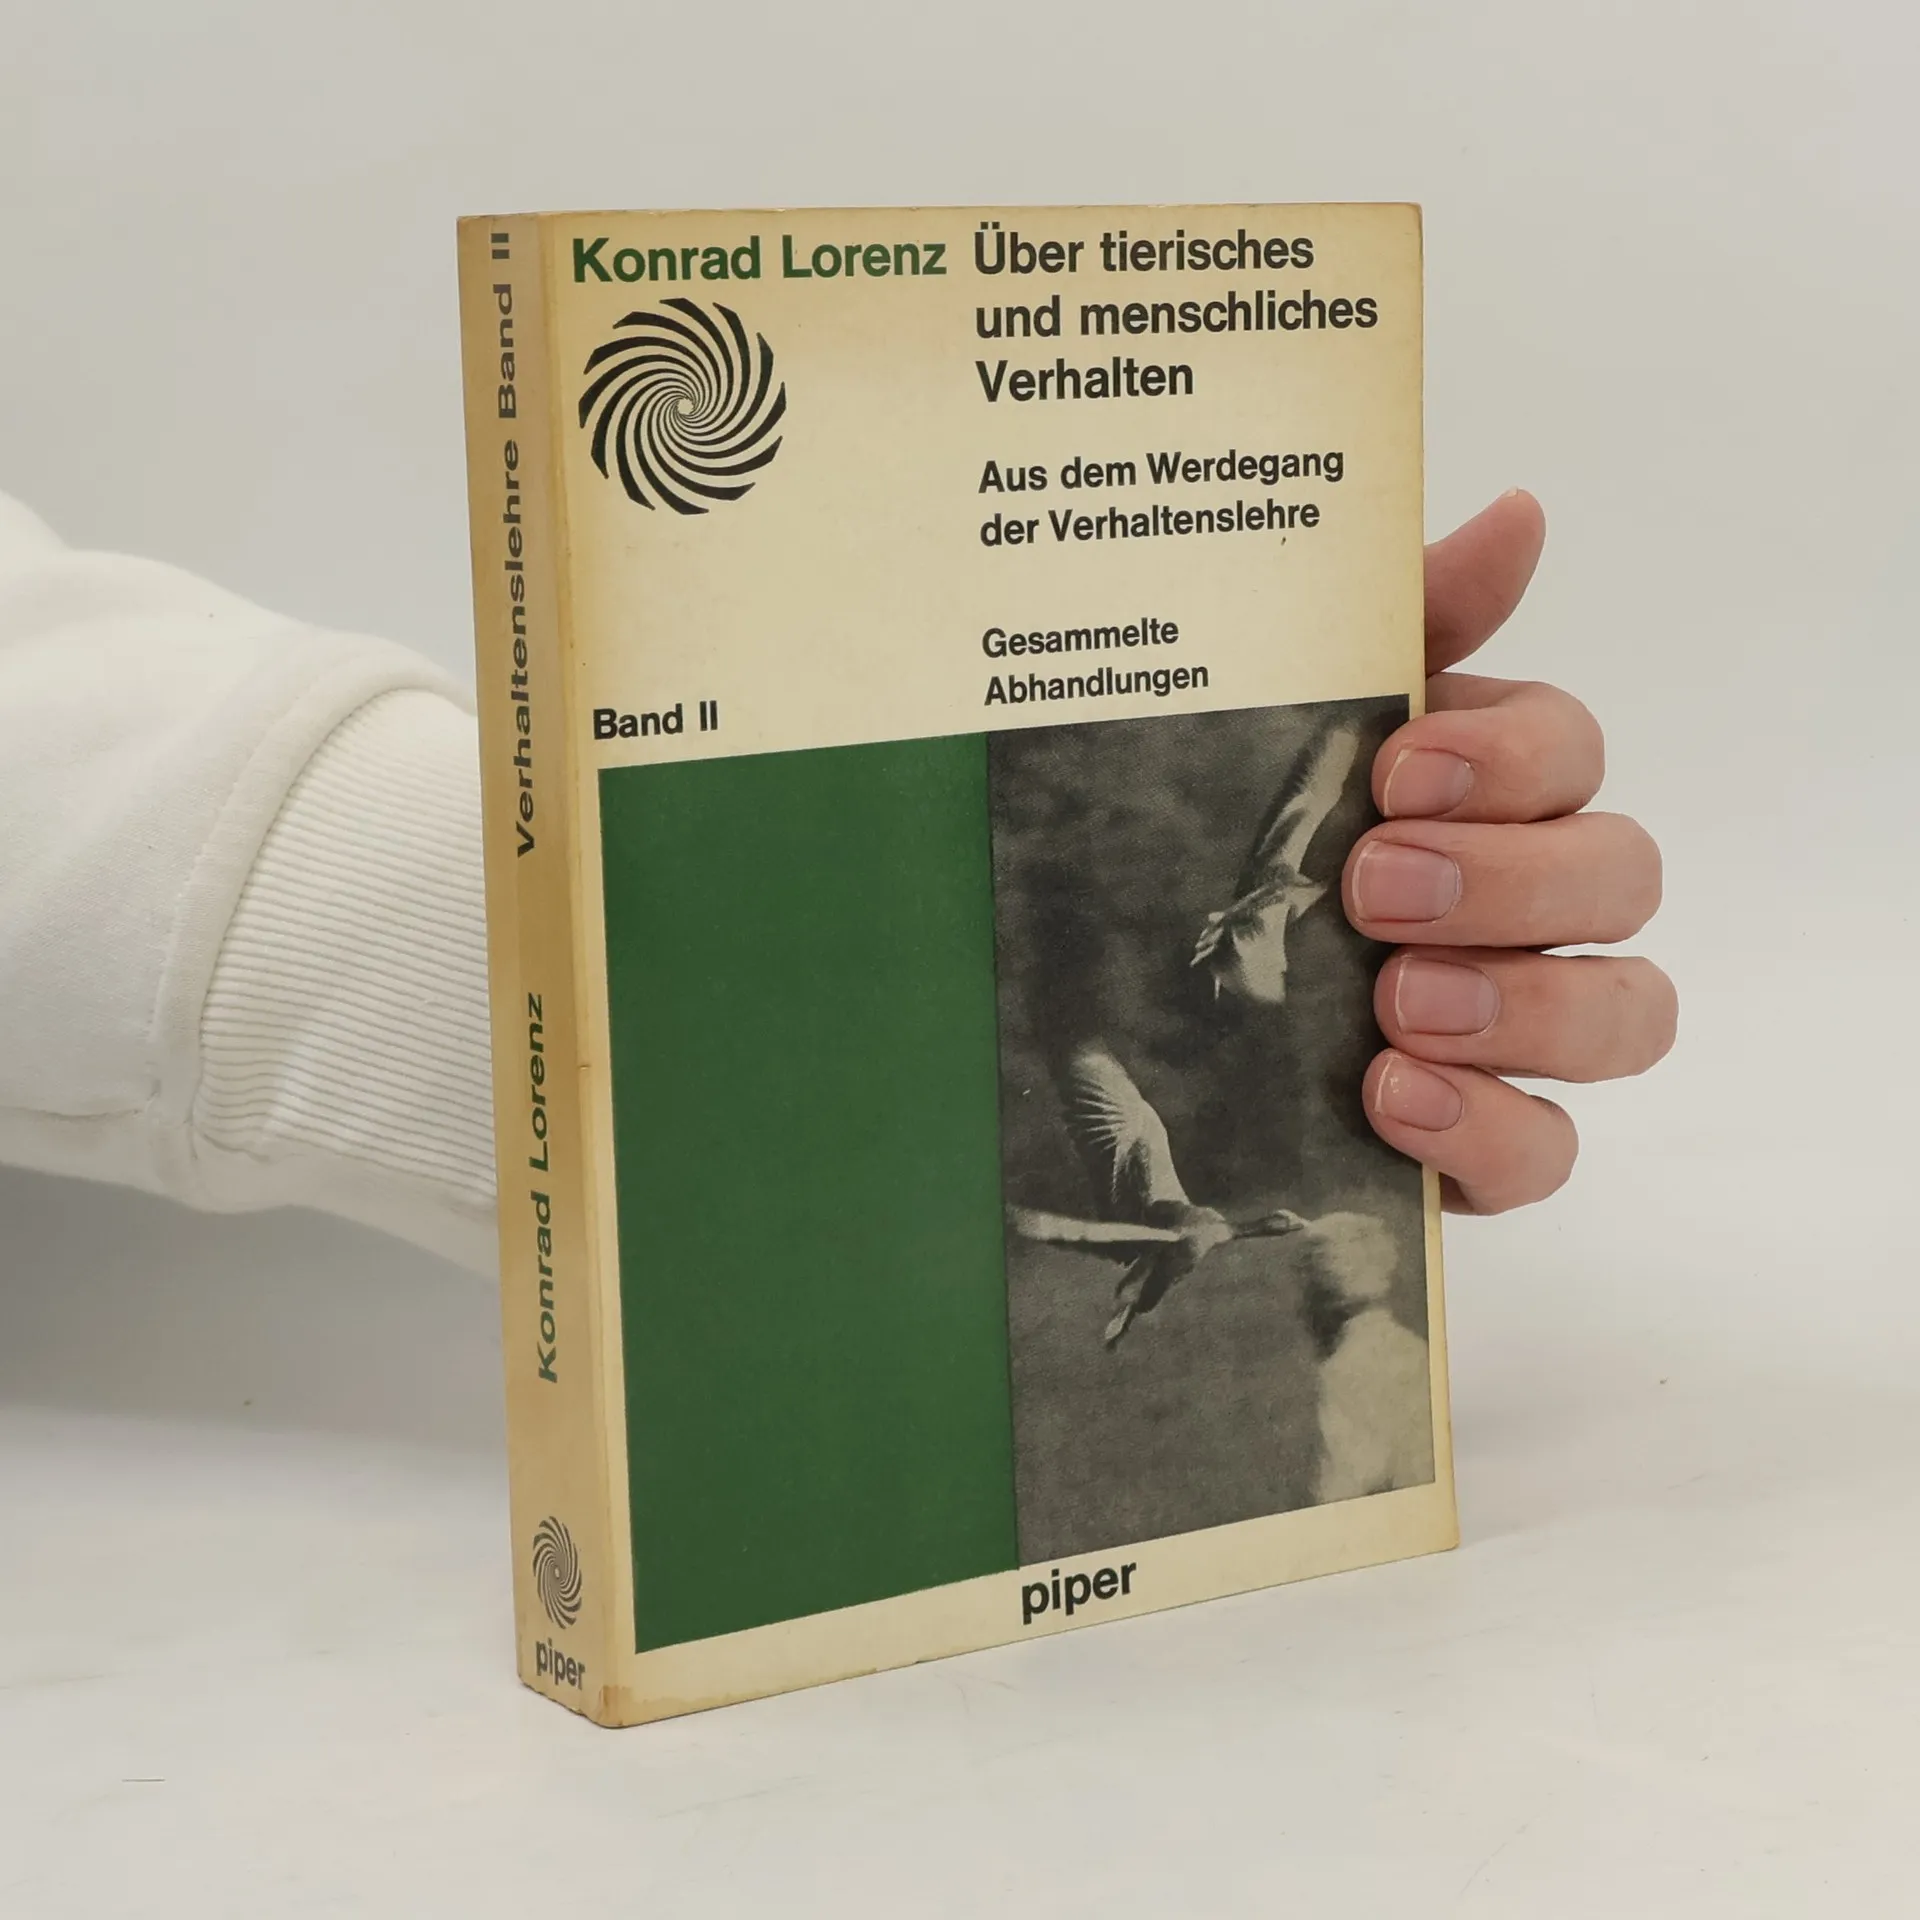 Konrad Lorenz
Über tierisches
und menschliches
Verhalten
Aus dem Werdegang
der Verhaltenslehre
Gesammelte
Abhandlungen
Band II
piper
Konrad Lorenz Verhaltenslehre Band II
piper